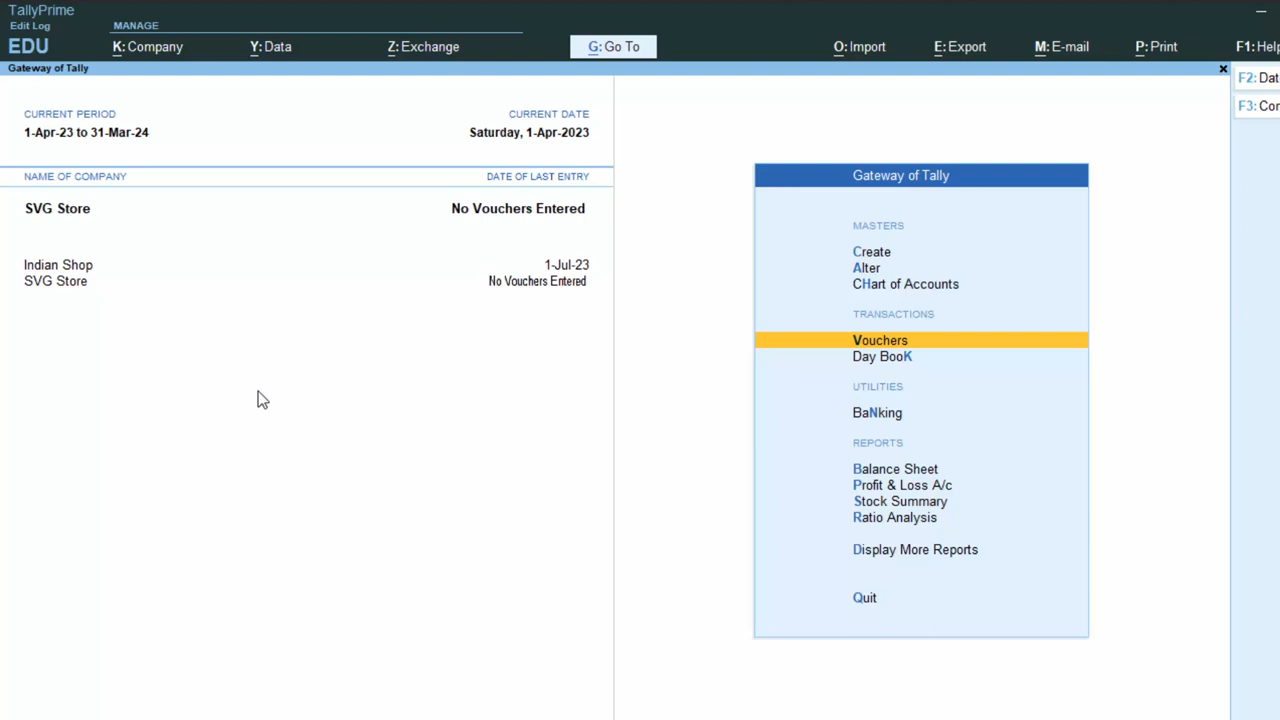 TallyPrime
Edit Log
EDU
MANAGE
K: Company Y: Data Z: Exchange G: Go To O: Import E: Export M: E-mail P: Print F1: Help
Gateway of Tally
F2: Dat
F3: Cor
CURRENT PERIOD CURRENT DATE
1-Apr-23 to 31-Mar-24 Saturday, 1-Apr-2023
NAME OF COMPANY DATE OF LAST ENTRY
SVG Store No Vouchers Entered
Indian Shop 1-Jul-23
SVG Store No Vouchers Entered
Gateway of Tally
MASTERS
Create
Alter
CHart of Accounts
TRANSACTIONS
Vouchers
Day BooK
UTILITIES
BaNking
REPORTS
Balance Sheet
Profit & Loss A/c
Stock Summary
Ratio Analysis
Display More Reports
Quit